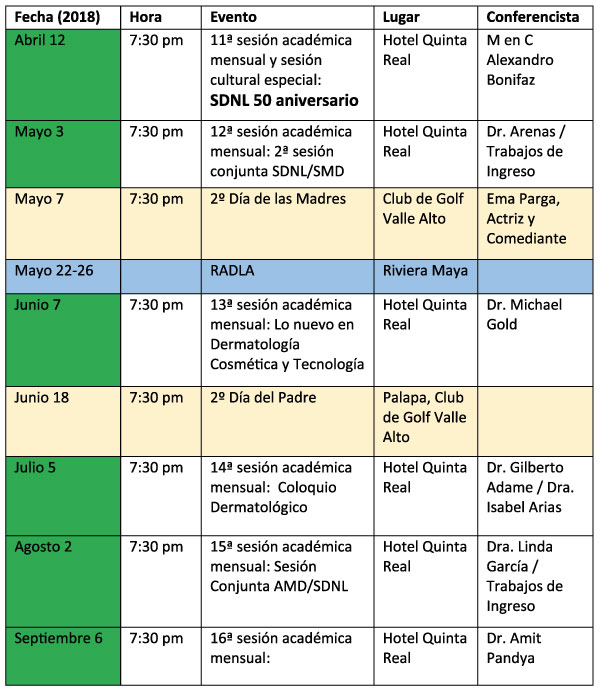 Fecha (2018) Hora Evento Lugar Conferencista
Abril 12 7:30 pm 11ª sesión académica Hotel Quinta M en C
mensual y sesión Real Alexandro
cultural especial: Bonifaz
SDNL 50 aniversario
Mayo 3 7:30 pm 12ª sesión académica Hotel Quinta Dr. Arenas /
mensual: 2ª sesión Real Trabajos de
conjunta SDNL/SMD Ingreso
Mayo 7 7:30 pm 2º Día de las Madres Club de Golf Ema Parga,
Valle Alto Actriz y
Comediante
Mayo 22-26 RADLA Riviera Maya
Junio 7 7:30 pm 13ª sesión académica Hotel Quinta Dr. Michael
mensual: Lo nuevo en Real Gold
Dermatología
Cosmética y Tecnología
Junio 18 7:30 pm 2º Día del Padre Palapa, Club
de Golf Valle
Alto
Julio 5 7:30 pm 14ª sesión académica Hotel Quinta Dr. Gilberto
mensual: Coloquio Real Adame / Dra.
Dermatológico Isabel Arias
Agosto 2 7:30 pm 15ª sesión académica Hotel Quinta Dra. Linda
mensual: Sesión Real García /
Conjunta AMD/SDNL Trabajos de
Ingreso
Septiembre 6 7:30 pm 16ª sesión académica Hotel Quinta Dr. Amit
mensual: Real Pandya